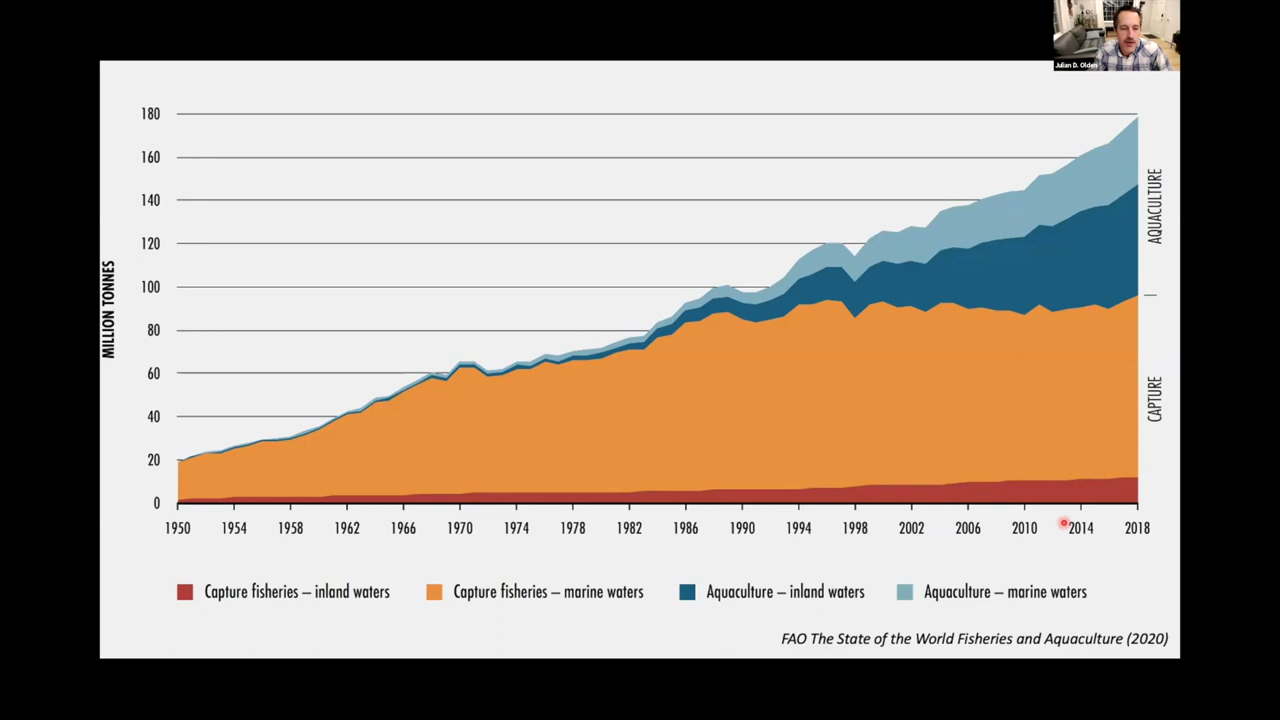 Julian D. Olden
180
160
140
120
100
80
60
40
20
0
MILLION TONNES
AQUACULTURE
CAPTURE
1950 1954 1958 1962 1966 1970 1974 1978 1982 1986 1990 1994 1998 2002 2006 2010 2014 2018
Capture fisheries – inland waters Capture fisheries – marine waters Aquaculture – inland waters Aquaculture – marine waters
FAO The State of the World Fisheries and Aquaculture (2020)